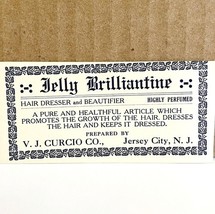 Jelly Brilliantine
HAIR DRESSER and BEAUTIFIER HIGHLY PERFUMED
A PURE AND HEALTHFUL ARTICLE WHICH
PROMOTES THE GROWTH OF THE HAIR, DRESSES
THE HAIR AND KEEPS IT DRESSED.
PREPARED BY
V. J. CURCIO CO., Jersey City, N. J.